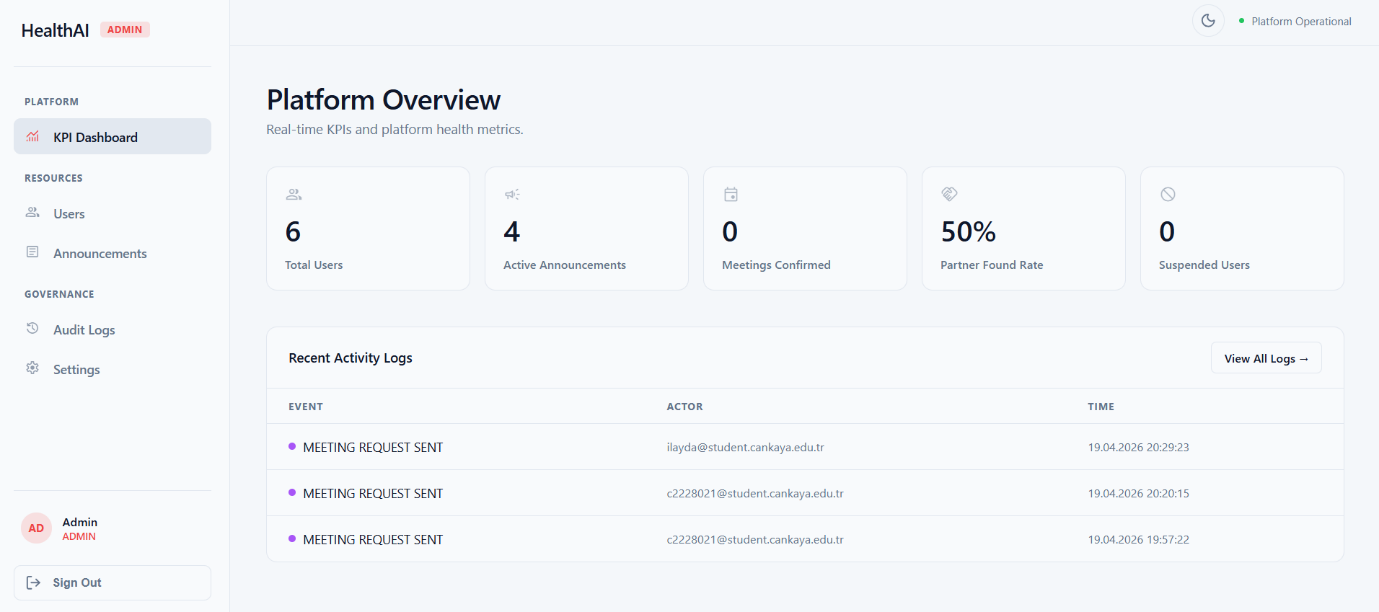 HealthAI ADMIN
Platform Operational
PLATFORM
KPI Dashboard
RESOURCES
Users
Announcements
GOVERNANCE
Audit Logs
Settings
AD
Admin
ADMIN
Sign Out
Platform Overview
Real-time KPIs and platform health metrics.
6
Total Users
4
Active Announcements
0
Meetings Confirmed
50%
Partner Found Rate
0
Suspended Users
Recent Activity Logs
View All Logs →
EVENT ACTOR TIME
MEETING REQUEST SENT ilayda@student.cankaya.edu.tr 19.04.2026 20:29:23
MEETING REQUEST SENT c2228021@student.cankaya.edu.tr 19.04.2026 20:20:15
MEETING REQUEST SENT c2228021@student.cankaya.edu.tr 19.04.2026 19:57:22